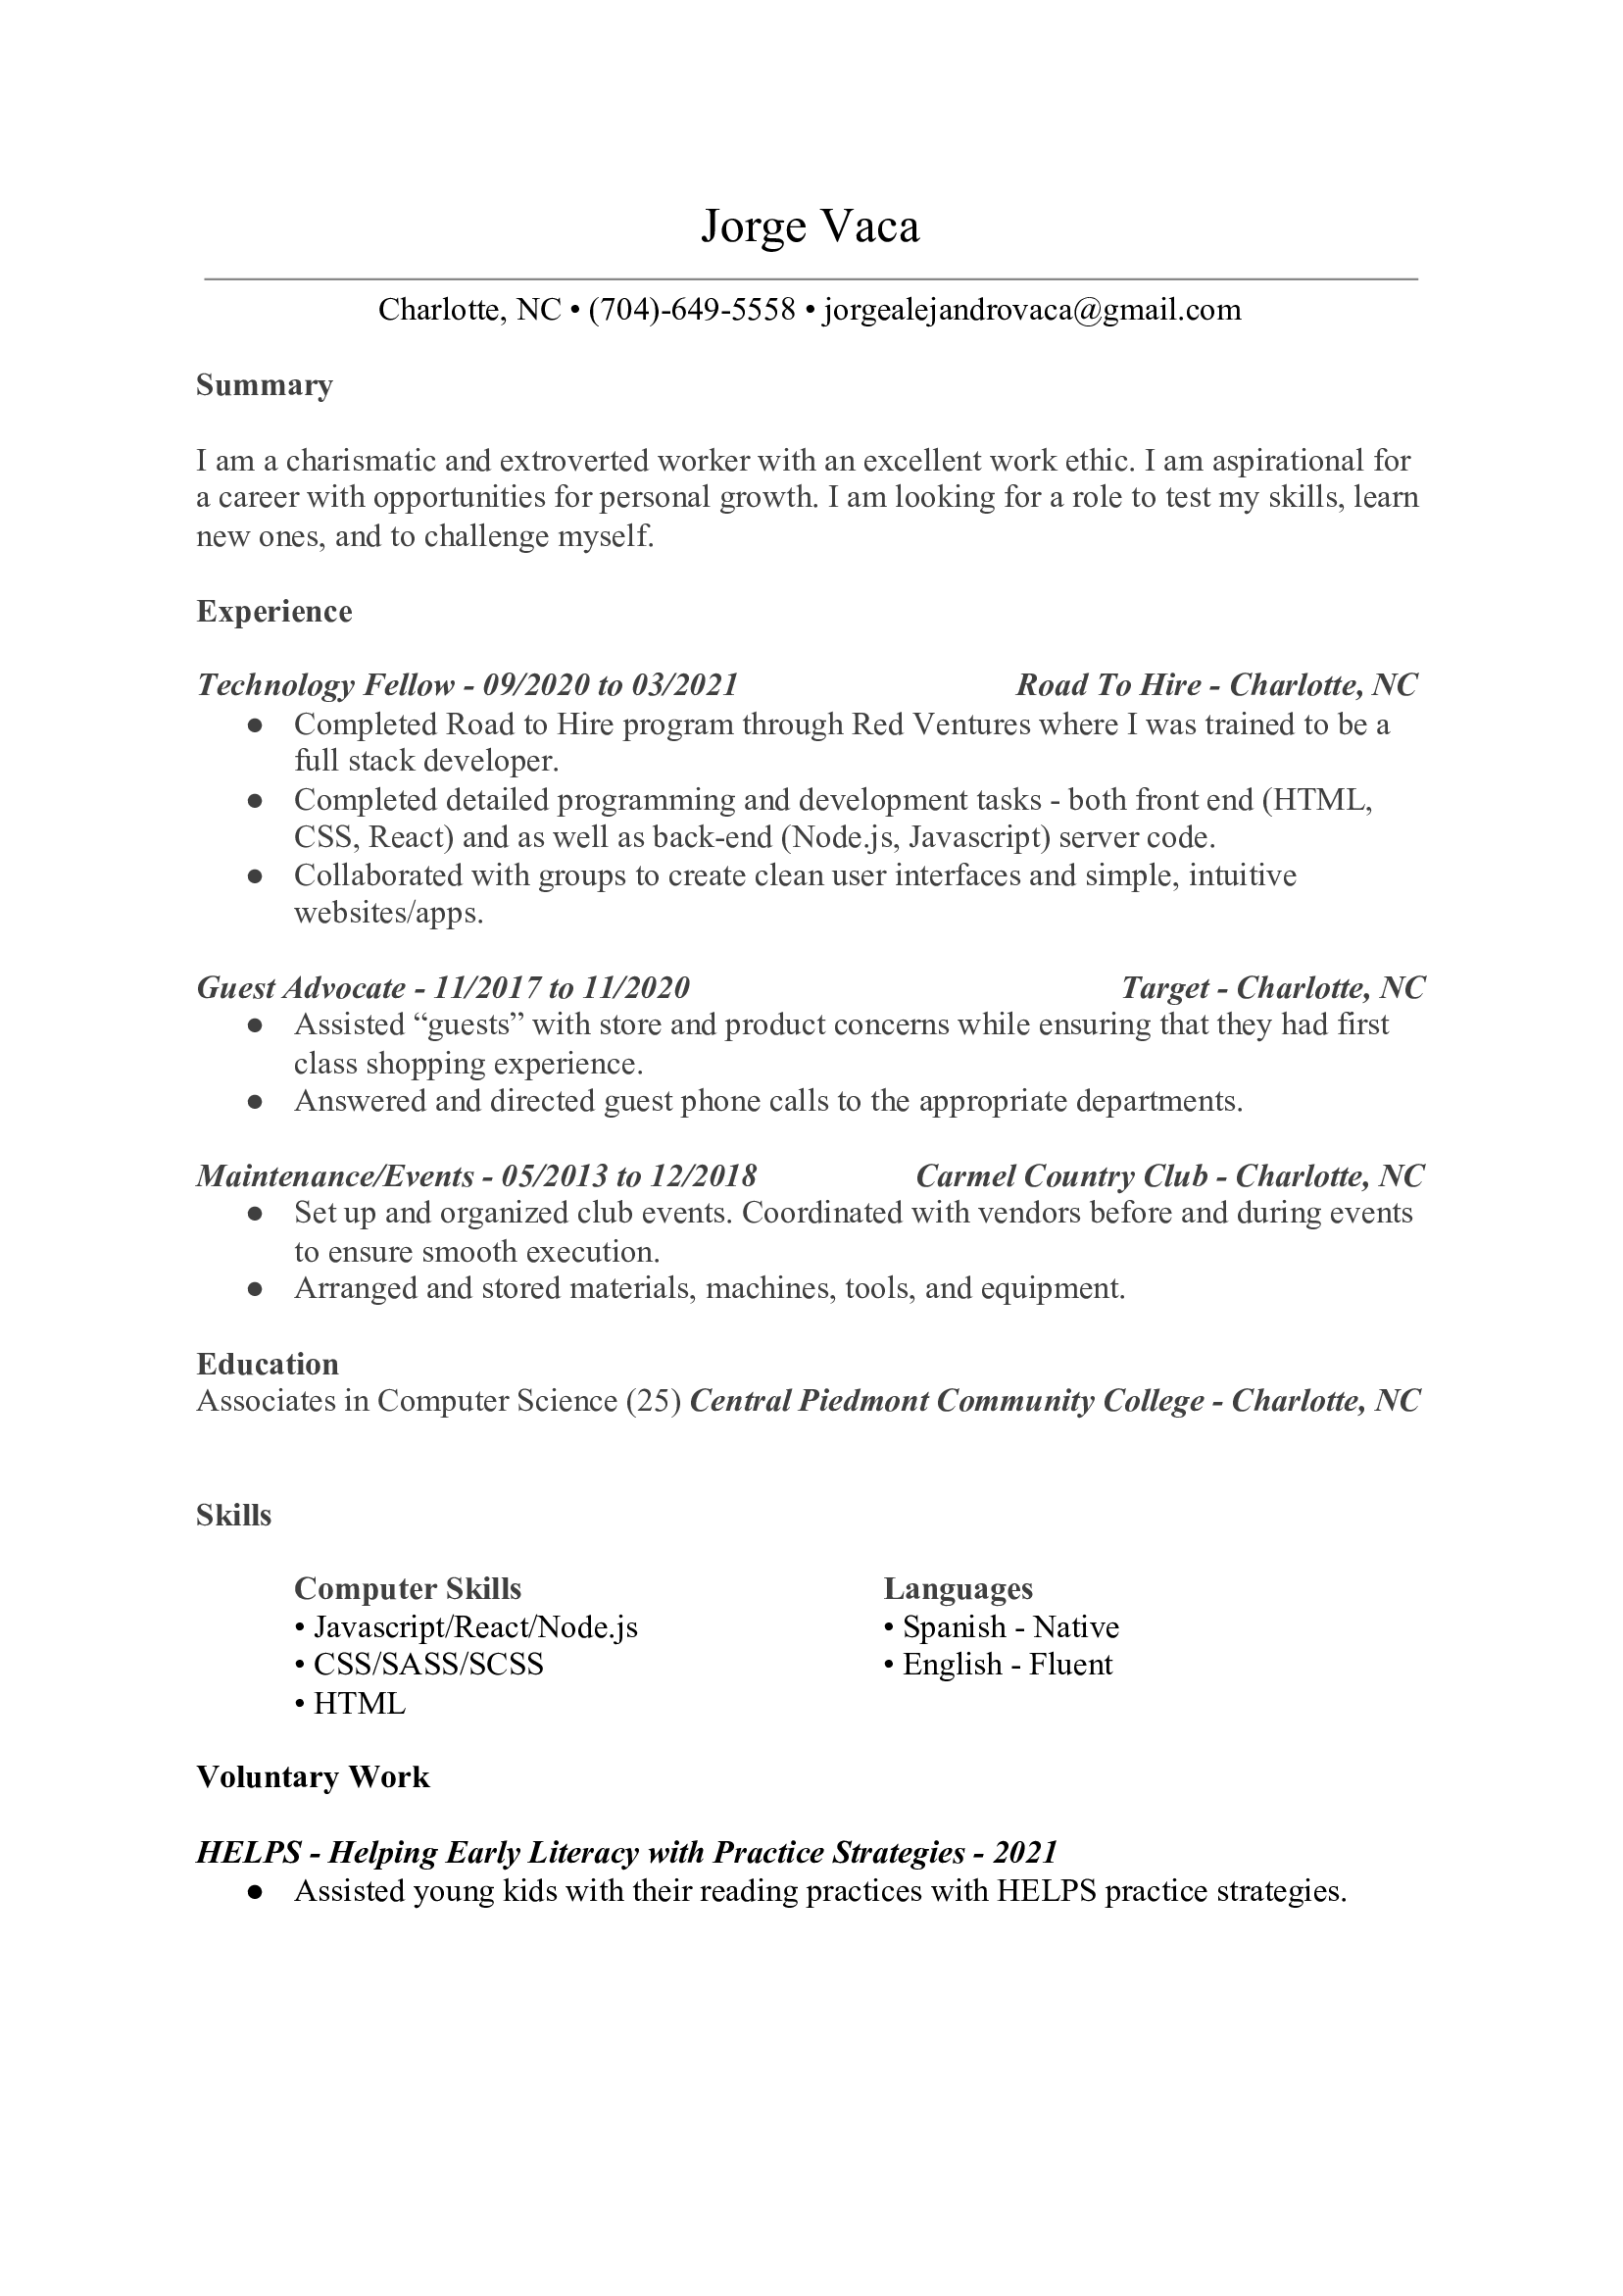 Jorge Vaca
Charlotte, NC • (704)-649-5558 • jorgealejandrovaca@gmail.com
Summary
I am a charismatic and extroverted worker with an excellent work ethic. I am aspirational for
a career with opportunities for personal growth. I am looking for a role to test my skills, learn
new ones, and to challenge myself.
Experience
Technology Fellow - 09/2020 to 03/2021 Road To Hire - Charlotte, NC
● Completed Road to Hire program through Red Ventures where I was trained to be a
full stack developer.
● Completed detailed programming and development tasks - both front end (HTML,
CSS, React) and as well as back-end (Node.js, Javascript) server code.
● Collaborated with groups to create clean user interfaces and simple, intuitive
websites/apps.
Guest Advocate - 11/2017 to 11/2020 Target - Charlotte, NC
● Assisted “guests” with store and product concerns while ensuring that they had first
class shopping experience.
● Answered and directed guest phone calls to the appropriate departments.
Maintenance/Events - 05/2013 to 12/2018 Carmel Country Club - Charlotte, NC
● Set up and organized club events. Coordinated with vendors before and during events
to ensure smooth execution.
● Arranged and stored materials, machines, tools, and equipment.
Education
Associates in Computer Science (25) Central Piedmont Community College - Charlotte, NC
Skills
Computer Skills
• Javascript/React/Node.js
• CSS/SASS/SCSS
• HTML
Languages
• Spanish - Native
• English - Fluent
Voluntary Work
HELPS - Helping Early Literacy with Practice Strategies - 2021
● Assisted young kids with their reading practices with HELPS practice strategies.